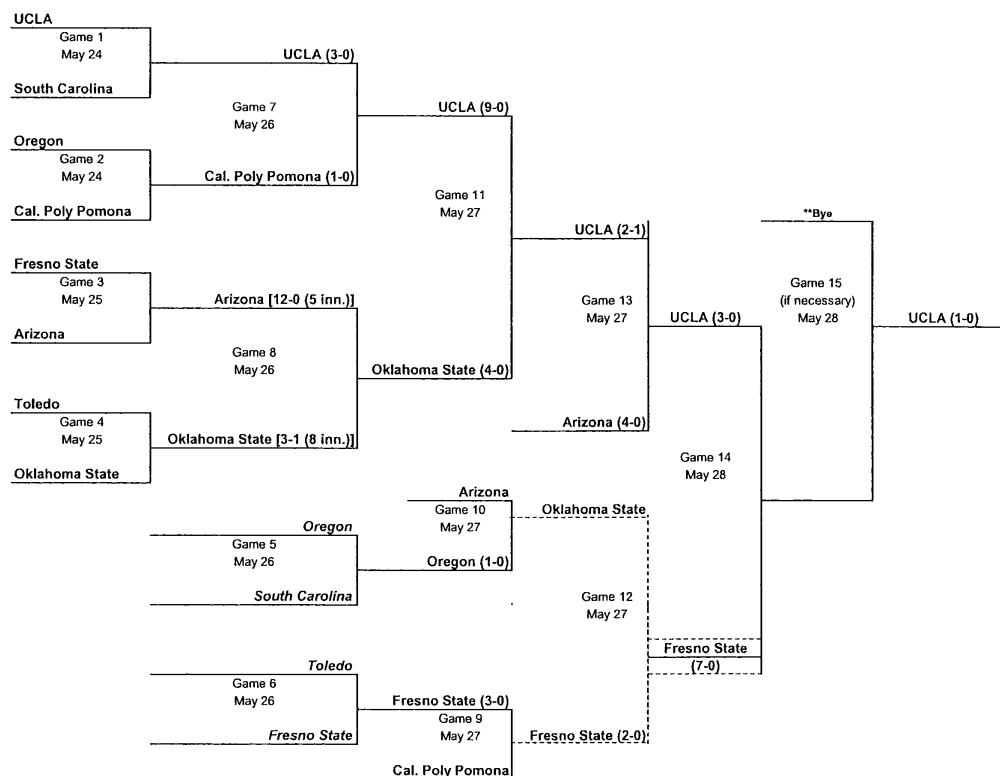 UCLA
Game 1
May 24
South Carolina
UCLA (3-0)
Game 7
May 26
Oregon
Game 2
May 24
Cal. Poly Pomona
Cal. Poly Pomona (1-0)
UCLA (9-0)
Game 11
May 27
Fresno State
Game 3
May 25
Arizona
Arizona [12-0 (5 inn.)]
Game 8
May 26
Oklahoma State (4-0)
Toledo
Game 4
May 25
Oklahoma State
Oklahoma State [3-1 (8 inn.)]
UCLA (2-1)
Game 13
May 27
Arizona (4-0)
UCLA (3-0)
Game 14
May 28
**Bye
Game 15
(if necessary)
May 28
UCLA (1-0)
Arizona
Game 10
May 27
Oregon (1-0)
Oregon
Game 5
May 26
South Carolina
Oklahoma State
Game 12
May 27
Fresno State
(7-0)
Toledo
Game 6
May 26
Fresno State
Fresno State (3-0)
Game 9
May 27
Cal. Poly Pomona
Fresno State (2-0)